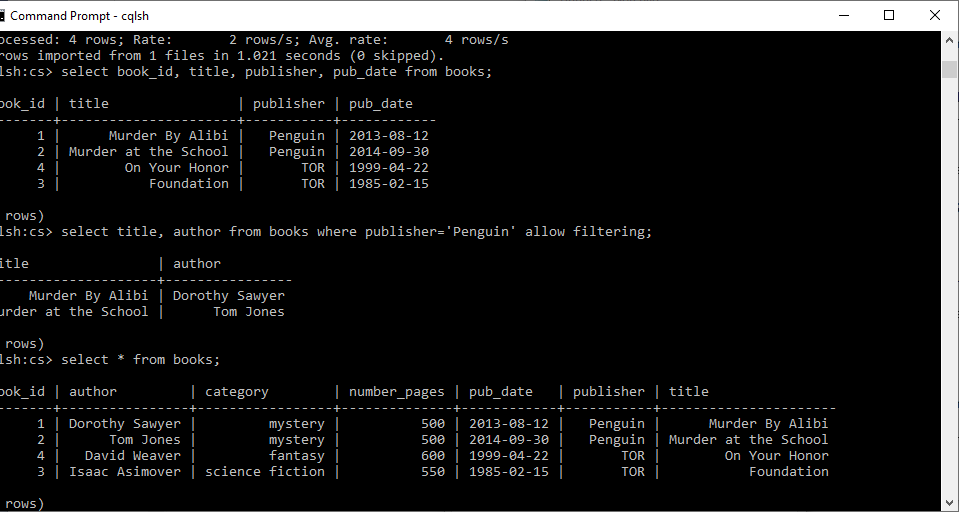 Command Prompt - cqlsh
ocessed: 4 rows; Rate:       2 rows/s; Avg. rate:       4 rows/s
rows imported from 1 files in 1.021 seconds (0 skipped).
lsh:cs> select book_id, title, publisher, pub_date from books;
ook_id | title                | publisher | pub_date
-------+----------------------+-----------+------------
     1 |      Murder By Alibi |   Penguin | 2013-08-12
     2 | Murder at the School |   Penguin | 2014-09-30
     4 |        On Your Honor |       TOR | 1999-04-22
     3 |           Foundation |       TOR | 1985-02-15
 rows)
lsh:cs> select title, author from books where publisher='Penguin' allow filtering;
itle                | author
--------------------+----------------
    Murder By Alibi | Dorothy Sawyer
urder at the School |      Tom Jones
 rows)
lsh:cs> select * from books;
ook_id | author         | category        | number_pages | pub_date   | publisher | title
-------+----------------+-----------------+--------------+------------+-----------+----------------------
     1 | Dorothy Sawyer |         mystery |          500 | 2013-08-12 |   Penguin |      Murder By Alibi
     2 |      Tom Jones |         mystery |          500 | 2014-09-30 |   Penguin | Murder at the School
     4 |   David Weaver |         fantasy |          600 | 1999-04-22 |       TOR |        On Your Honor
     3 | Isaac Asimover | science fiction |          550 | 1985-02-15 |       TOR |           Foundation
 rows)